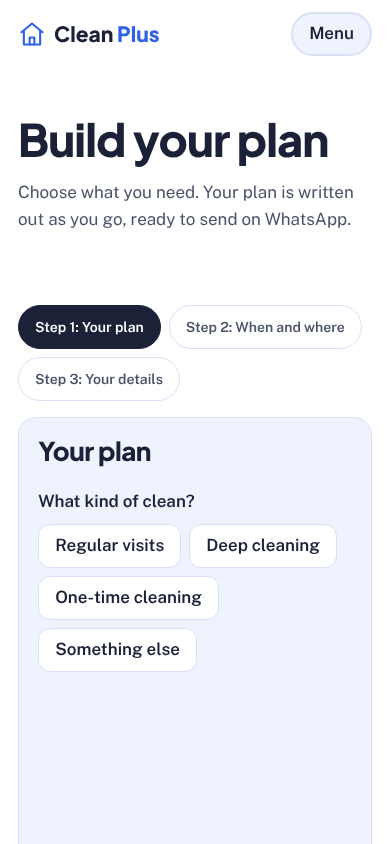 Clean Plus
Menu
Build your plan
Choose what you need. Your plan is written
out as you go, ready to send on WhatsApp.
Step 1: Your plan
Step 2: When and where
Step 3: Your details
Your plan
What kind of clean?
Regular visits
Deep cleaning
One-time cleaning
Something else